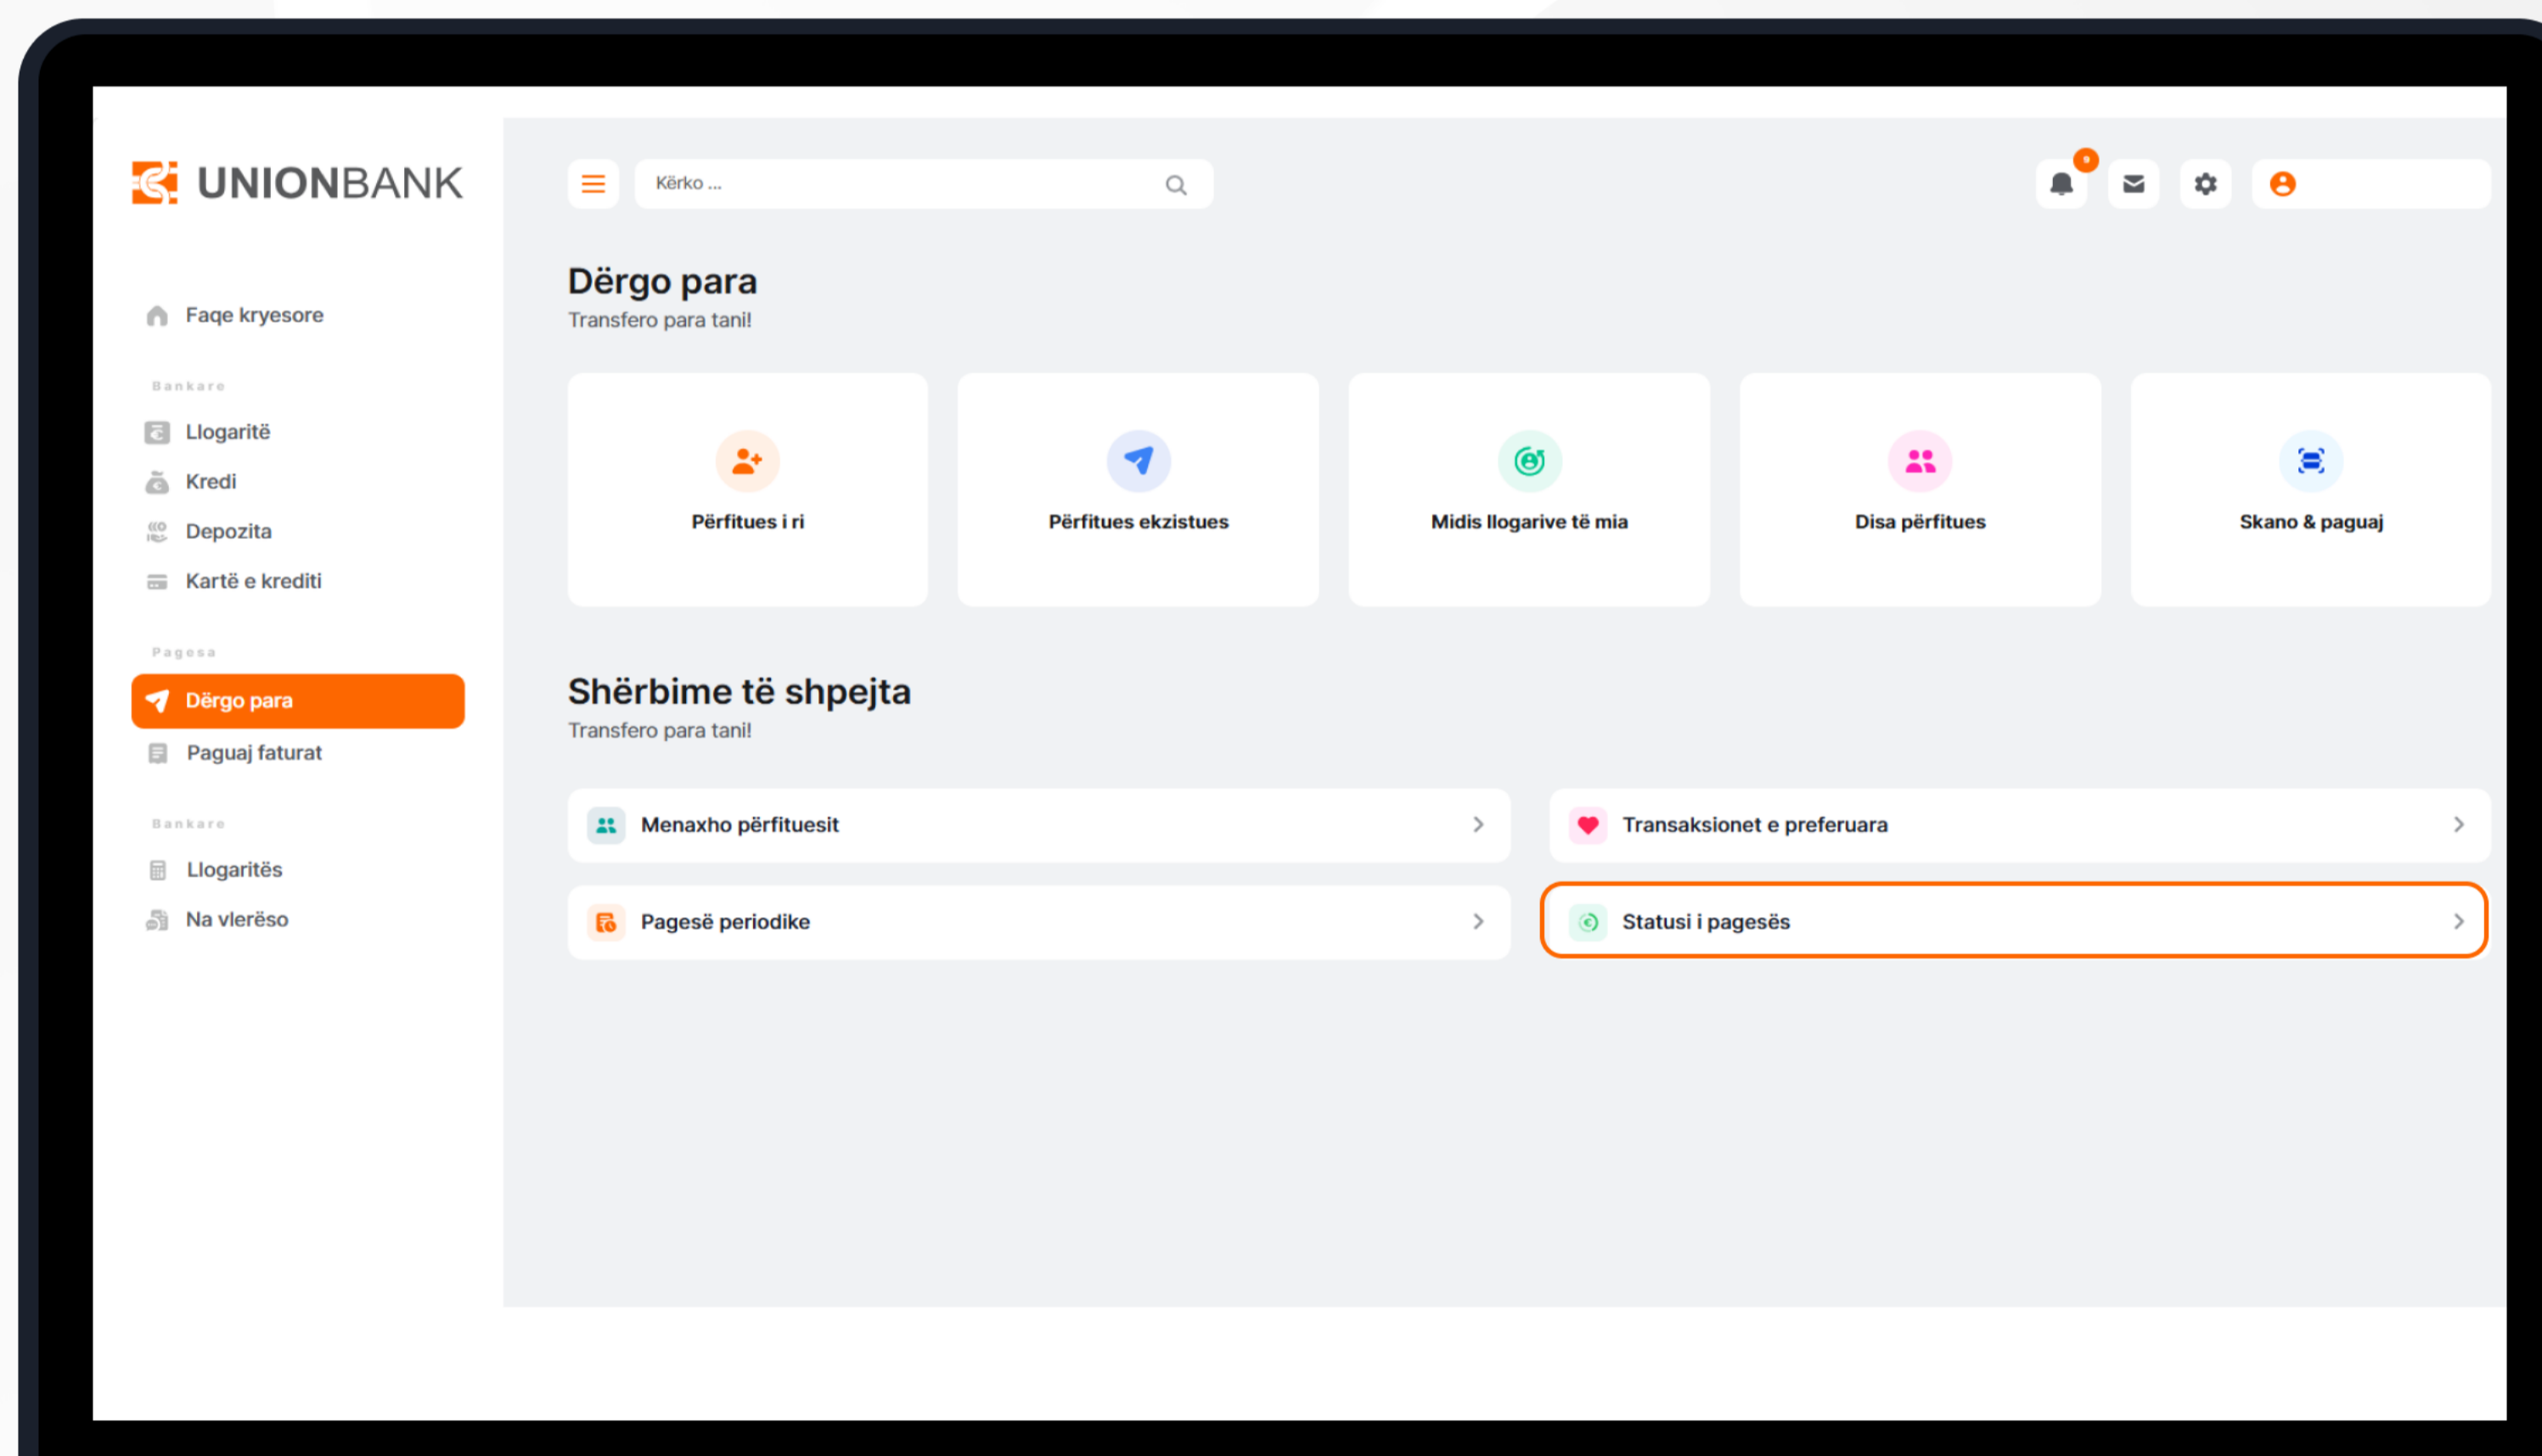 UNIONBANK
Kërko ...
Faqe kryesore
Bankare
Llogaritë
Kredi
Depozita
Kartë e krediti
Pagesa
Dërgo para
Paguaj faturat
Bankare
Llogaritës
Na vlerëso
Dërgo para
Transfero para tani!
Përfitues i ri
Përfitues ekzistues
Midis llogarive të mia
Disa përfitues
Skano & paguaj
Shërbime të shpejta
Transfero para tani!
Menaxho përfituesit
Transaksionet e preferuara
Pagesë periodike
Statusi i pagesës